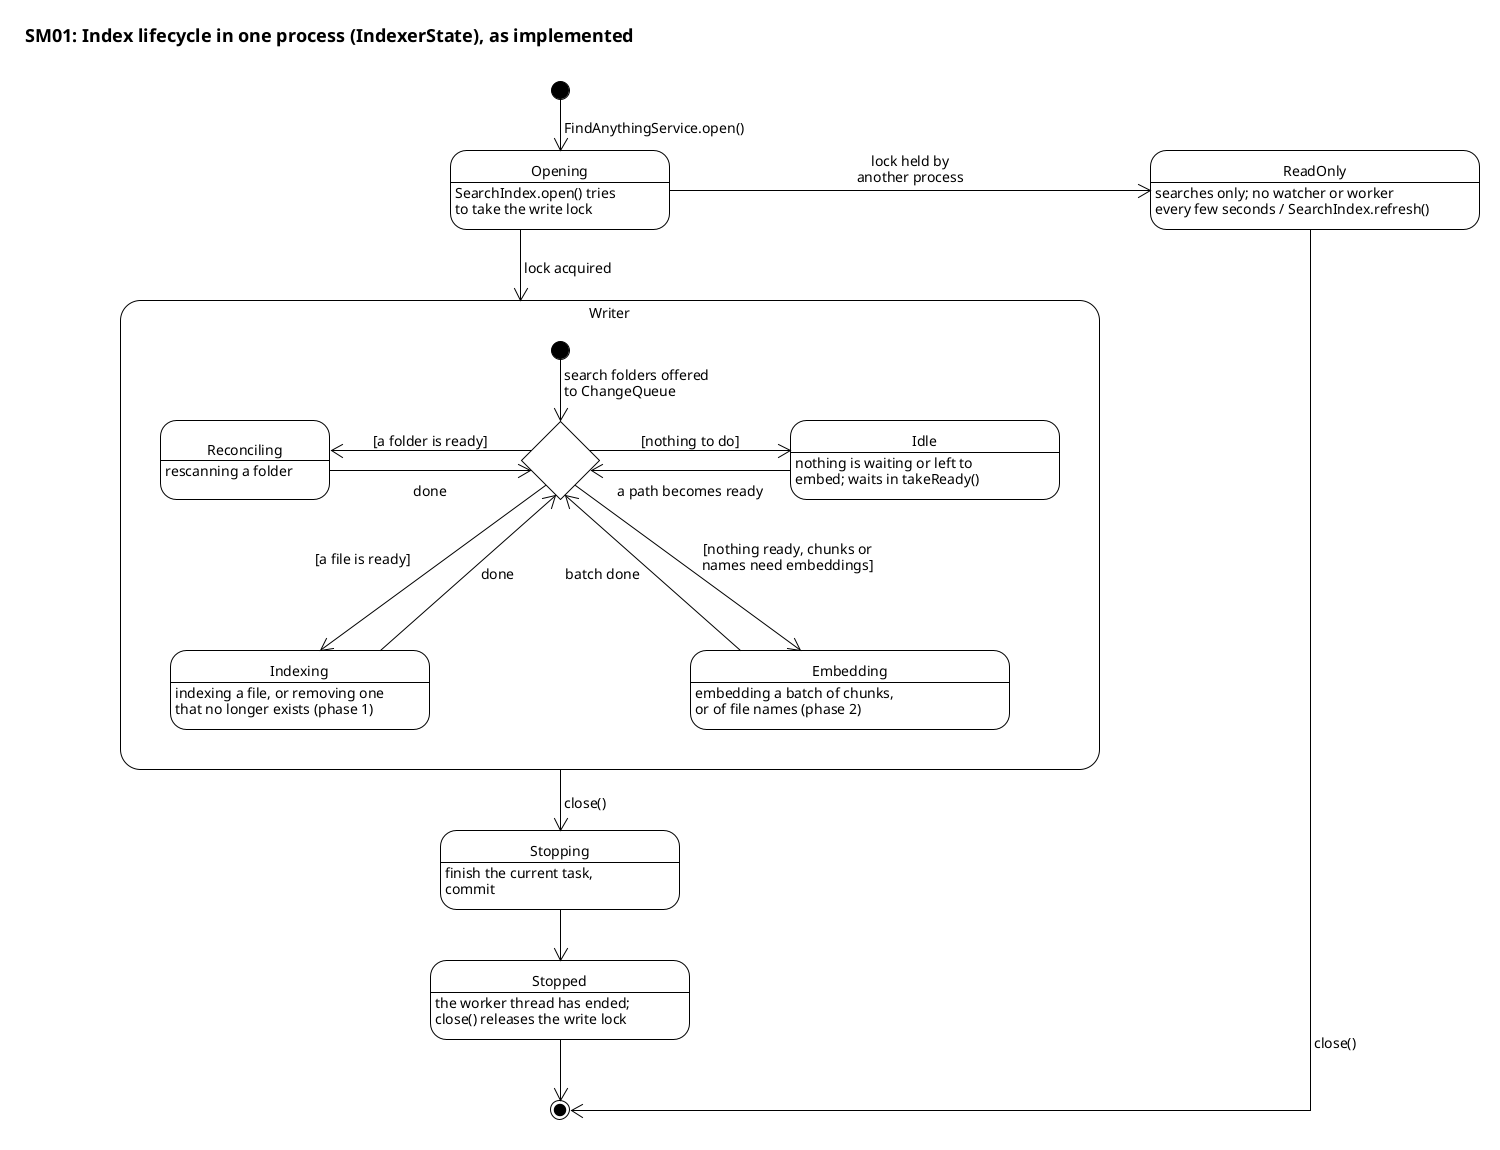 SM01: Index lifecycle in one process (IndexerState), as implemented
FindAnythingService.open()
Opening
SearchIndex.open() tries
to take the write lock
lock held by
another process
ReadOnly
searches only; no watcher or worker
every few seconds / SearchIndex.refresh()
lock acquired
Writer
search folders offered
to ChangeQueue
Reconciling
rescanning a folder
[a folder is ready]
done
[nothing to do]
a path becomes ready
Idle
nothing is waiting or left to
embed; waits in takeReady()
[a file is ready]
done
batch done
[nothing ready, chunks or
names need embeddings]
Indexing
indexing a file, or removing one
that no longer exists (phase 1)
Embedding
embedding a batch of chunks,
or of file names (phase 2)
close()
Stopping
finish the current task,
commit
Stopped
the worker thread has ended;
close() releases the write lock
close()